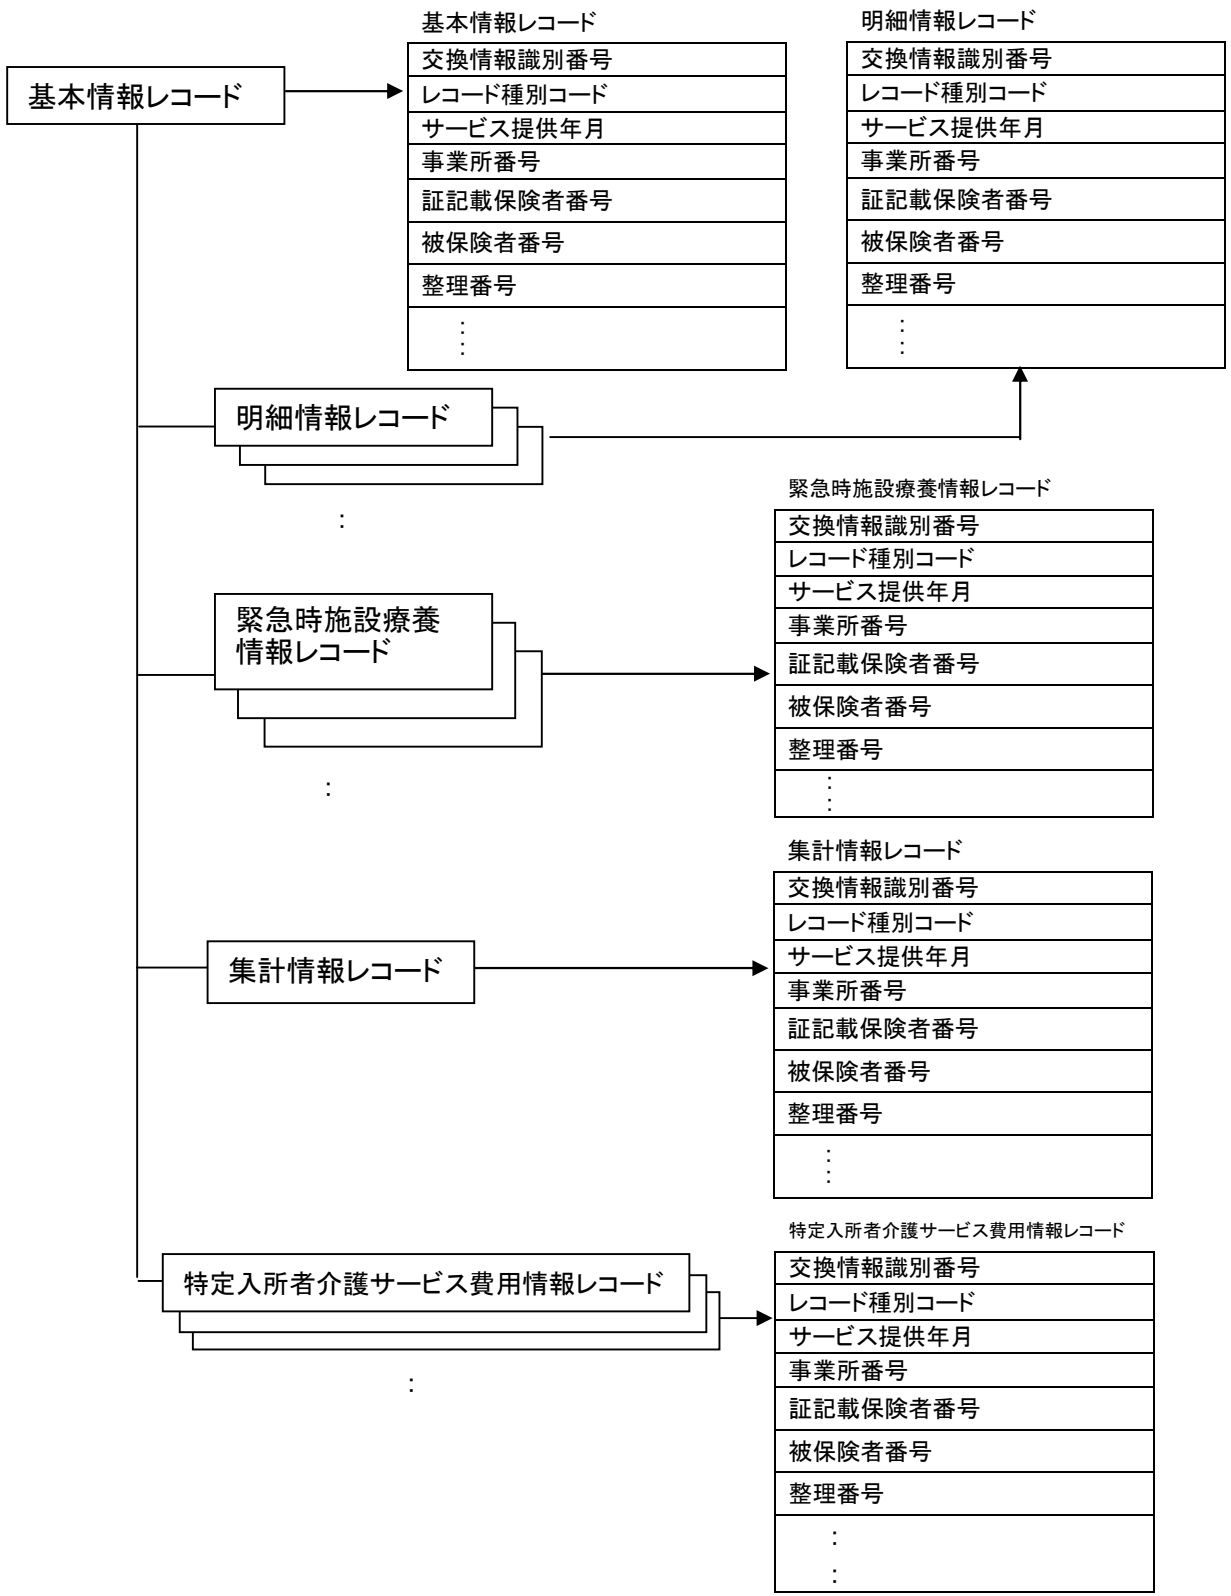 基本情報レコード
基本情報レコード
交換情報識別番号
レコード種別コード
サービス提供年月
事業所番号
証記載保険者番号
被保険者番号
整理番号
：
：
明細情報レコード
交換情報識別番号
レコード種別コード
サービス提供年月
事業所番号
証記載保険者番号
被保険者番号
整理番号
：
：
明細情報レコード
：
緊急時施設療養
情報レコード
：
緊急時施設療養情報レコード
交換情報識別番号
レコード種別コード
サービス提供年月
事業所番号
証記載保険者番号
被保険者番号
整理番号
：
：
集計情報レコード
集計情報レコード
交換情報識別番号
レコード種別コード
サービス提供年月
事業所番号
証記載保険者番号
被保険者番号
整理番号
：
：
特定入所者介護サービス費用情報レコード
：
特定入所者介護サービス費用情報レコード
交換情報識別番号
レコード種別コード
サービス提供年月
事業所番号
証記載保険者番号
被保険者番号
整理番号
：
：